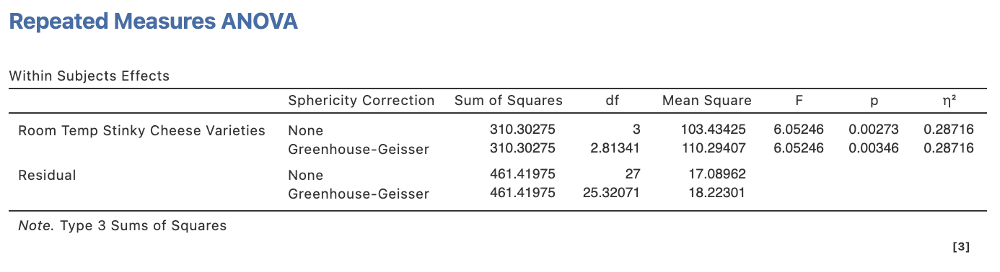 Repeated Measures ANOVA
Within Subjects Effects
Sphericity Correction Sum of Squares df Mean Square F p η²
Room Temp Stinky Cheese Varieties None 310.30275 3 103.43425 6.05246 0.00273 0.28716
Greenhouse-Geisser 310.30275 2.81341 110.29407 6.05246 0.00346 0.28716
Residual None 461.41975 27 17.08962
Greenhouse-Geisser 461.41975 25.32071 18.22301
Note. Type 3 Sums of Squares
[3]